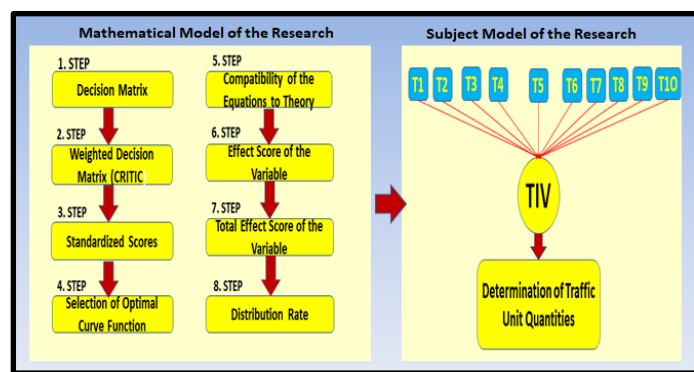 Mathematical Model of the Research
1. STEP
Decision Matrix
2. STEP
Weighted Decision
Matrix (CRITIC)
3. STEP
Standardized Scores
4. STEP
Selection of Optimal
Curve Function
5. STEP
Compatibility of the
Equations to Theory
6. STEP
Effect Score of the
Variable
7. STEP
Total Effect Score of the
Variable
8. STEP
Distribution Rate
Subject Model of the Research
T1 T2 T3 T4 T5 T6 T7 T8 T9 T10
TIV
Determination of Traffic
Unit Quantities